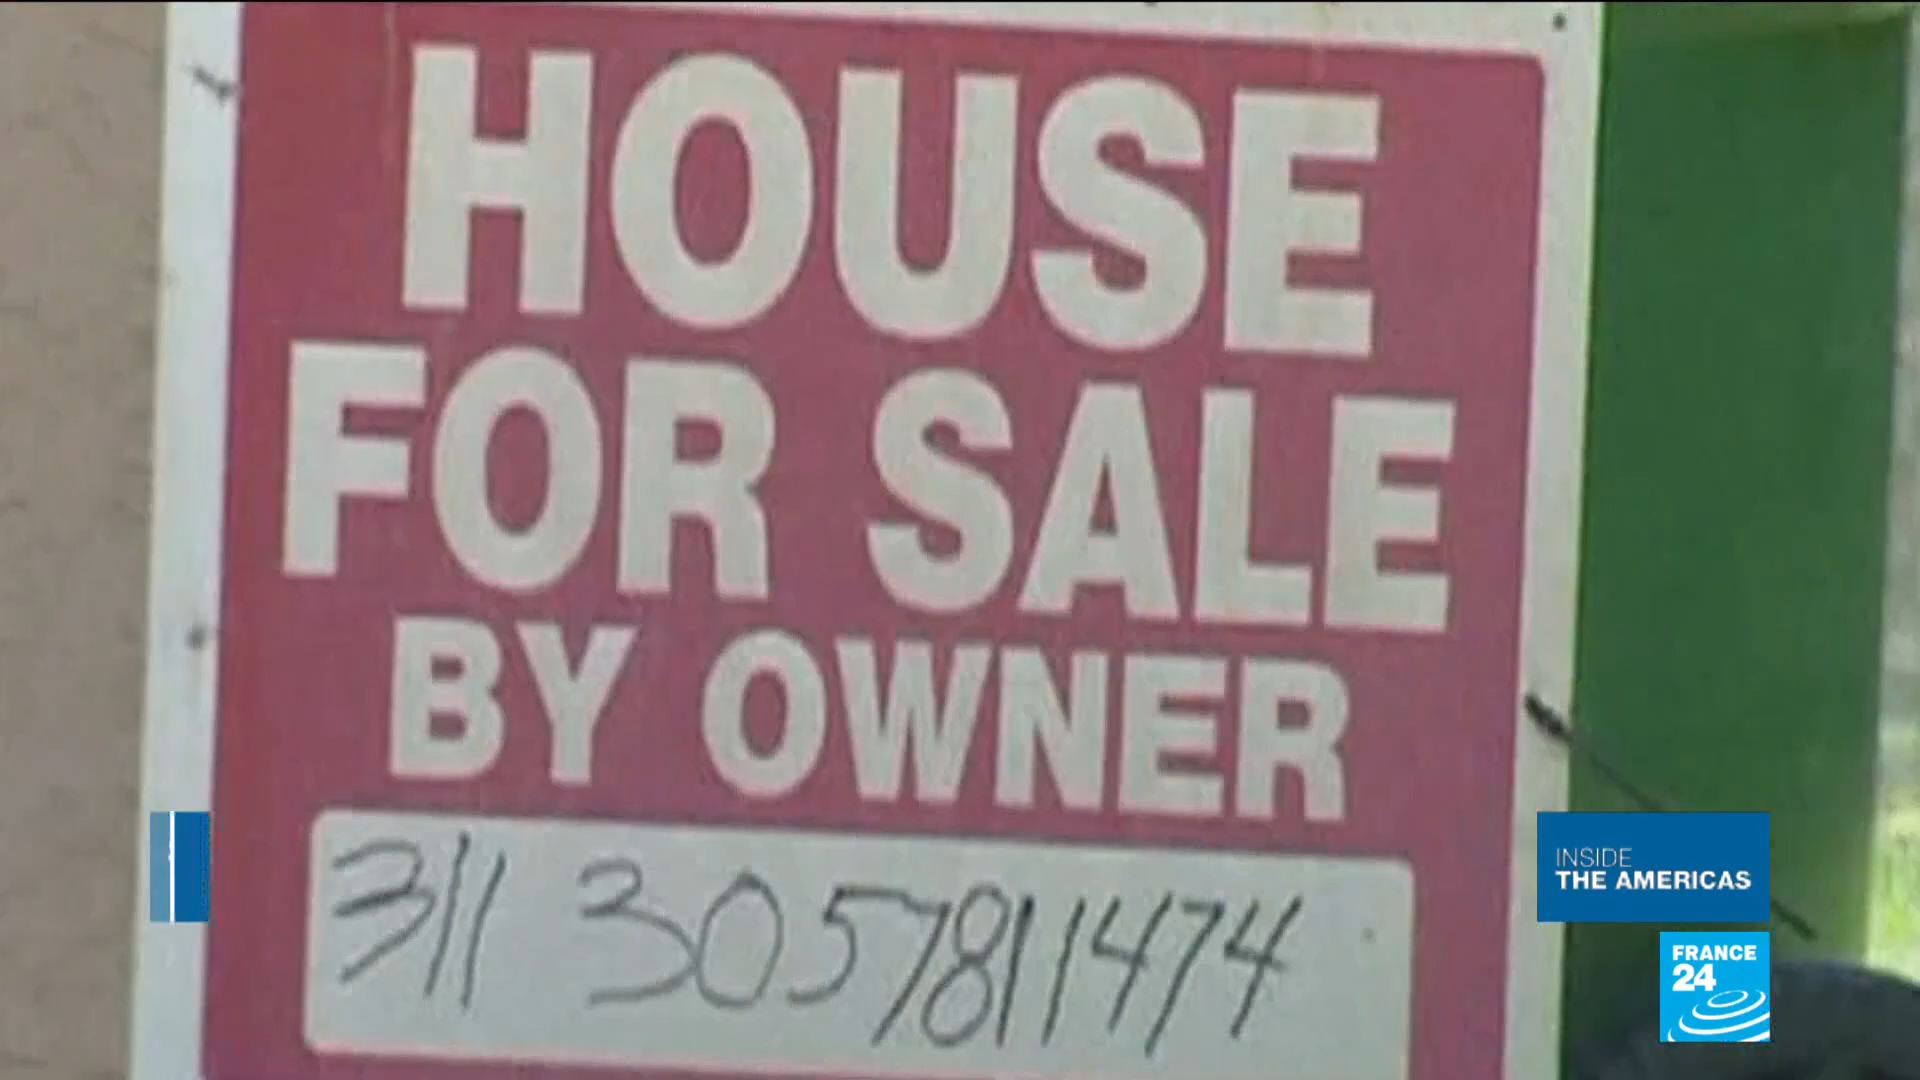 HOUSE
FOR SALE
BY OWNER
311 3057811474
INSIDE
THE AMERICAS
FRANCE
24